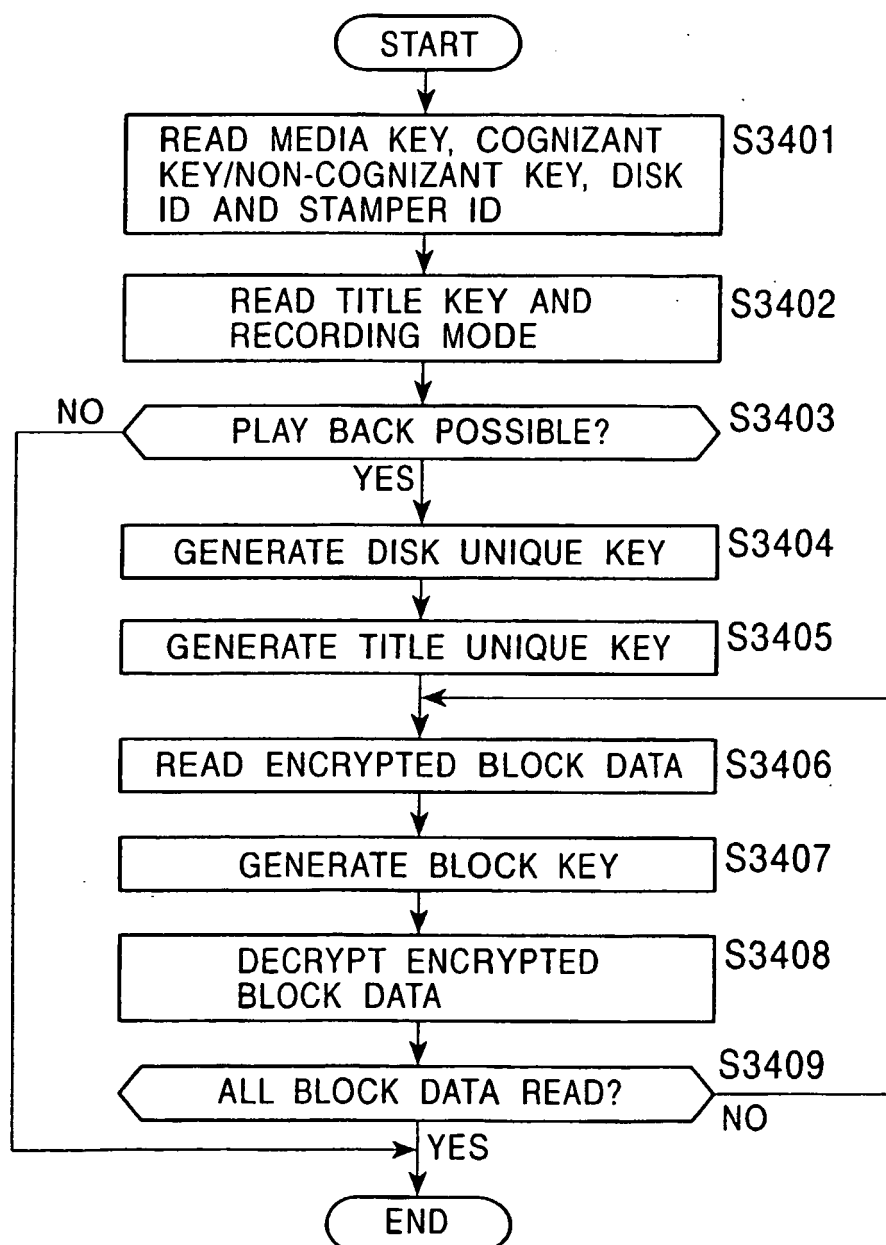 START
READ MEDIA KEY, COGNIZANT
KEY/NON-COGNIZANT KEY, DISK
ID AND STAMPER ID
S3401
READ TITLE KEY AND
RECORDING MODE
S3402
NO
PLAY BACK POSSIBLE?
S3403
YES
GENERATE DISK UNIQUE KEY
S3404
GENERATE TITLE UNIQUE KEY
S3405
READ ENCRYPTED BLOCK DATA
S3406
GENERATE BLOCK KEY
S3407
DECRYPT ENCRYPTED
BLOCK DATA
S3408
ALL BLOCK DATA READ?
S3409
NO
YES
END